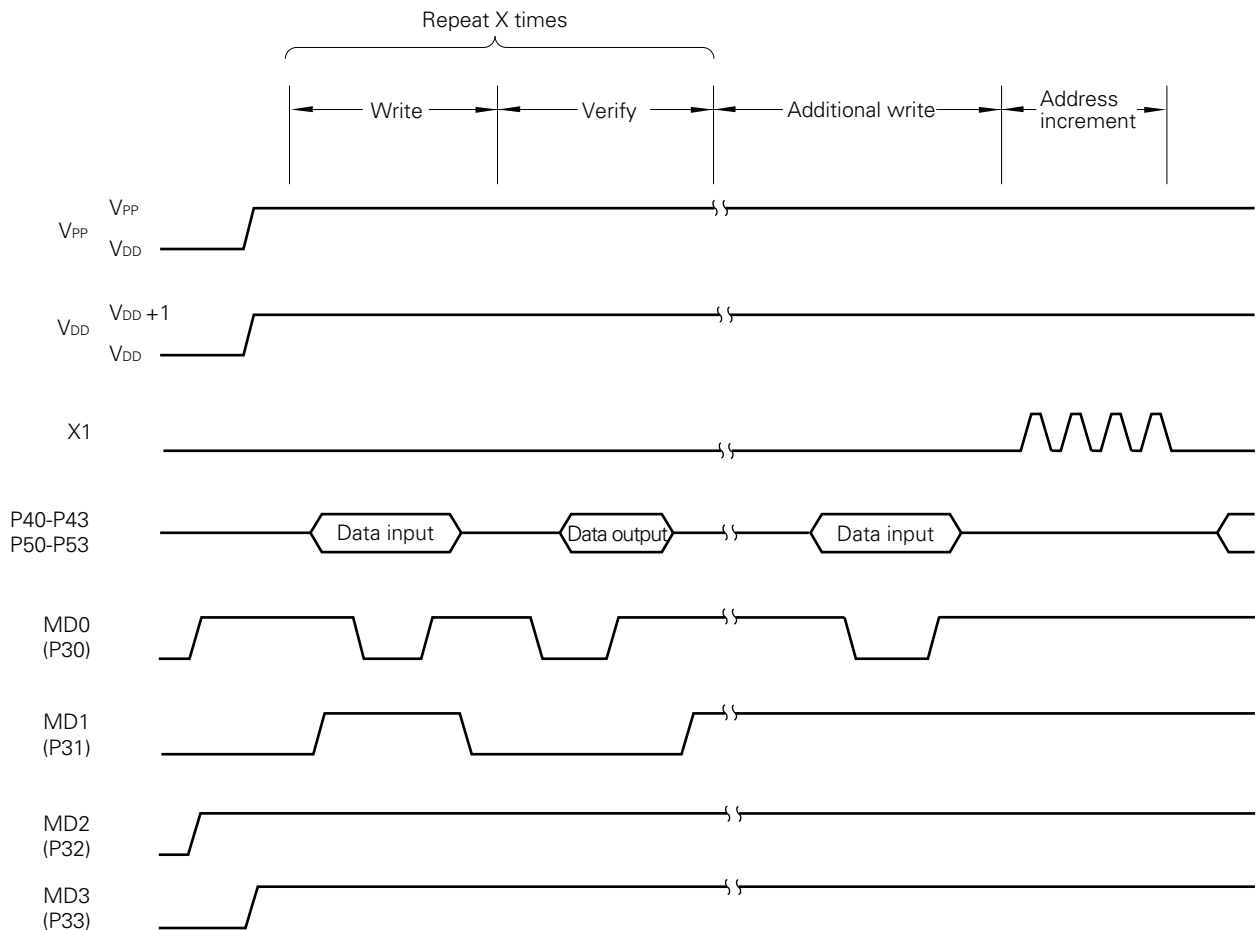 Repeat X times
Write
Verify
Additional write
Address
increment
VPP
VPP
VDD
VDD +1
VDD
VDD
X1
P40-P43
P50-P53
Data input
Data output
Data input
MD0
(P30)
MD1
(P31)
MD2
(P32)
MD3
(P33)